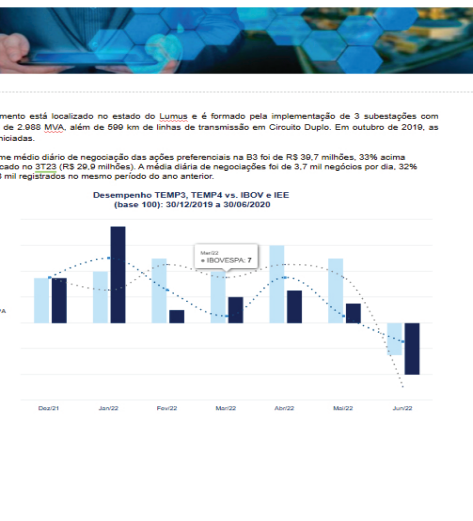 mento está localizado no estado do Lumus e é formado pela implementação de 3 subestações com
de 2.988 MVA, além de 599 km de linhas de transmissão em Circuito Duplo. Em outubro de 2019, as
niciadas.
me médio diário de negociação das ações preferenciais na B3 foi de R$ 39,7 milhões, 33% acima
cado no 3T23 (R$ 29,9 milhões). A média diária de negociações foi de 3,7 mil negócios por dia, 32%
mil registrados no mesmo período do ano anterior.
Desempenho TEMP3, TEMP4 vs. IBOV e IEE
(base 100): 30/12/2019 a 30/06/2020
Mar/22
IBOVESPA: 7
PA
Dez/21 Jan/22 Fev/22 Mar/22 Abr/22 Mai/22 Jun/22